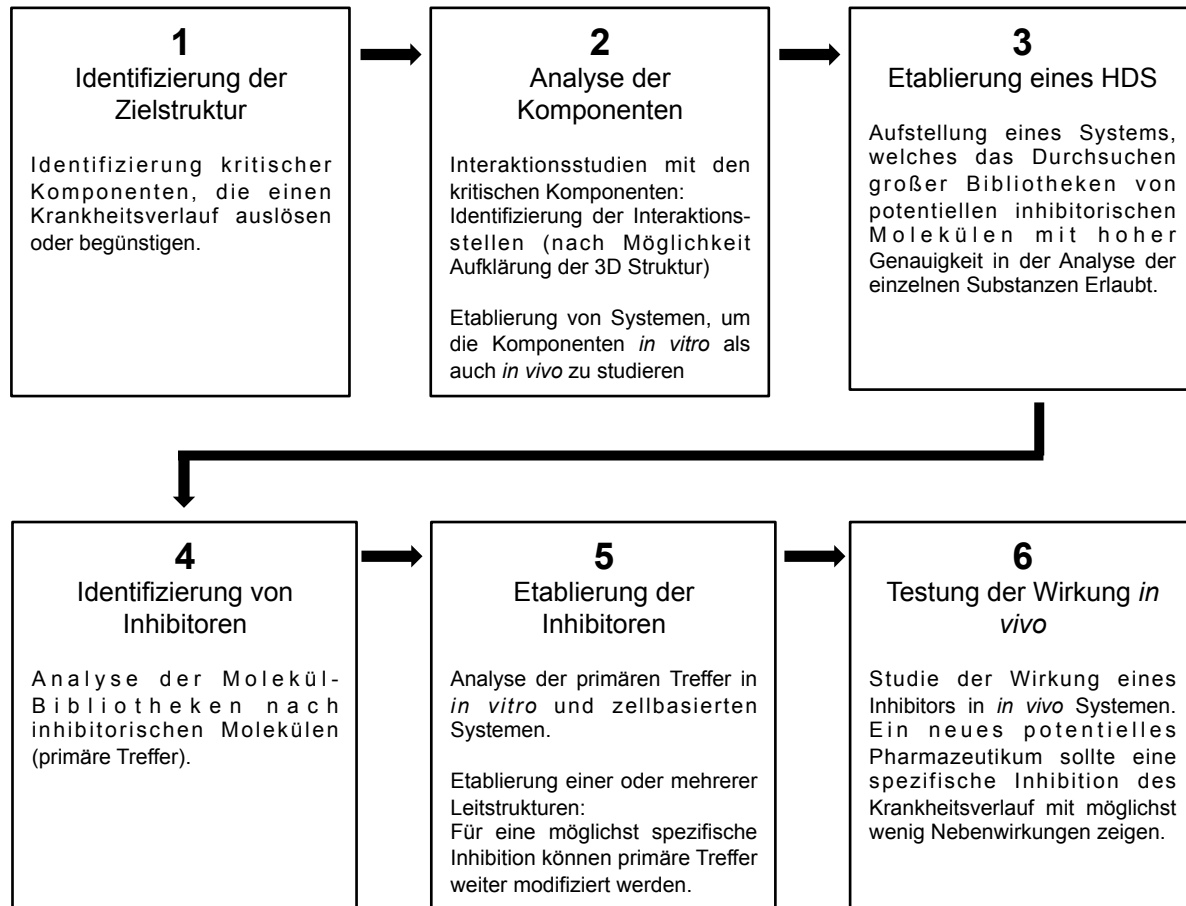 1
Identifizierung der
Zielstruktur
Identifizierung kritischer
Komponenten, die einen
Krankheitsverlauf auslösen
oder begünstigen.
2
Analyse der
Komponenten
Interaktionsstudien mit den
kritischen Komponenten:
Identifizierung der Interaktions-
stellen (nach Möglichkeit
Aufklärung der 3D Struktur)
Etablierung von Systemen, um
die Komponenten in vitro als
auch in vivo zu studieren
3
Etablierung eines HDS
Aufstellung eines Systems,
welches das Durchsuchen
großer Bibliotheken von
potentiellen inhibitorischen
Molekülen mit hoher
Genauigkeit in der Analyse der
einzelnen Substanzen Erlaubt.
4
Identifizierung von
Inhibitoren
Analyse der Molekül-
Bibliotheken nach
inhibitorischen Molekülen
(primäre Treffer).
5
Etablierung der
Inhibitoren
Analyse der primären Treffer in
in vitro und zellbasierten
Systemen.
Etablierung einer oder mehrerer
Leitstrukturen:
Für eine möglichst spezifische
Inhibition können primäre Treffer
weiter modifiziert werden.
6
Testung der Wirkung in
vivo
Studie der Wirkung eines
Inhibitors in in vivo Systemen.
Ein neues potentielles
Pharmazeutikum sollte eine
spezifische Inhibition des
Krankheitsverlauf mit möglichst
wenig Nebenwirkungen zeigen.